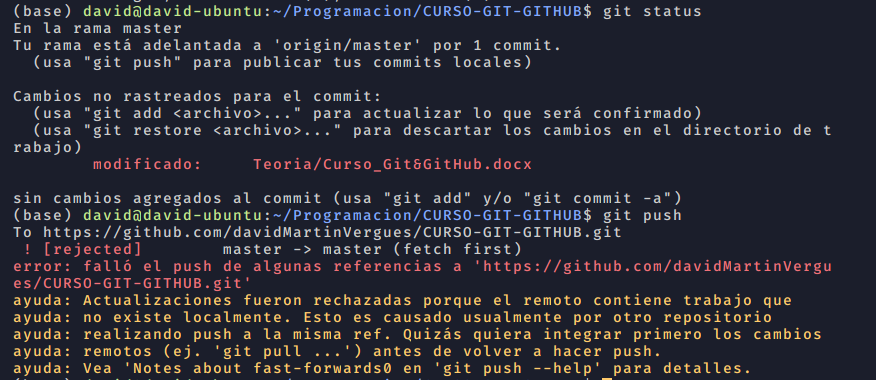 (base) david@david-ubuntu:~/Programacion/CURSO-GIT-GITHUB$ git status
En la rama master
Tu rama está adelantada a 'origin/master' por 1 commit.
  (usa "git push" para publicar tus commits locales)

Cambios no rastreados para el commit:
  (usa "git add <archivo>..." para actualizar lo que será confirmado)
  (usa "git restore <archivo>..." para descartar los cambios en el directorio de t
rabajo)
        modificado:     Teoria/Curso_Git&GitHub.docx

sin cambios agregados al commit (usa "git add" y/o "git commit -a")
(base) david@david-ubuntu:~/Programacion/CURSO-GIT-GITHUB$ git push
To https://github.com/davidMartinVergues/CURSO-GIT-GITHUB.git
 ! [rejected]        master -> master (fetch first)
error: falló el push de algunas referencias a 'https://github.com/davidMartinVergu
es/CURSO-GIT-GITHUB.git'
ayuda: Actualizaciones fueron rechazadas porque el remoto contiene trabajo que
ayuda: no existe localmente. Esto es causado usualmente por otro repositorio
ayuda: realizando push a la misma ref. Quizás quiera integrar primero los cambios
ayuda: remotos (ej. 'git pull ...') antes de volver a hacer push.
ayuda: Vea 'Notes about fast-forwards0 en 'git push --help' para detalles.